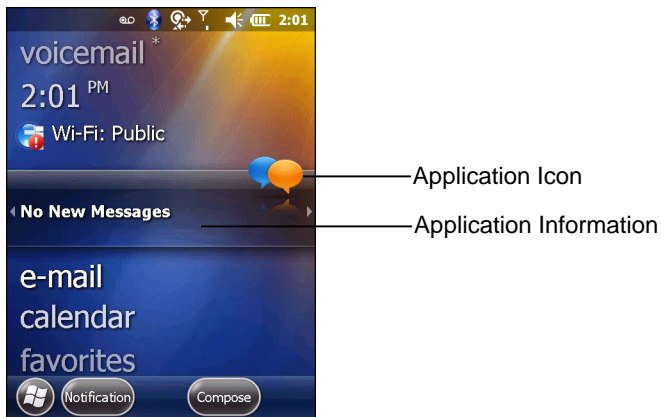 2:01
voicemail *
2:01 PM
Wi-Fi: Public
Application Icon
No New Messages
Application Information
e-mail
calendar
favorites
Notification
Compose